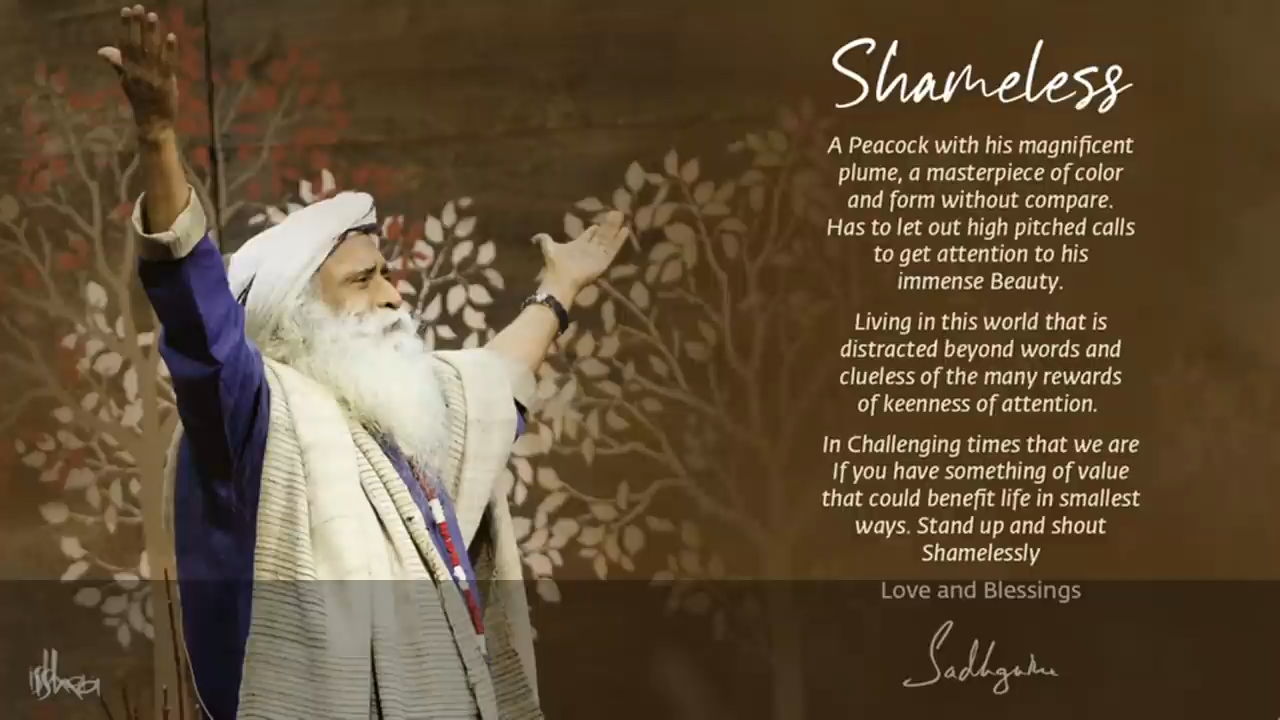 Shameless
A Peacock with his magnificent
plume, a masterpiece of color
and form without compare.
Has to let out high pitched calls
to get attention to his
immense Beauty.
Living in this world that is
distracted beyond words and
clueless of the many rewards
of keenness of attention.
In Challenging times that we are
If you have something of value
that could benefit life in smallest
ways. Stand up and shout
Shamelessly
Love and Blessings
Sadhguru